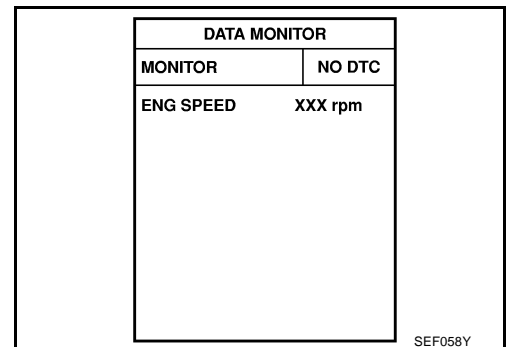 DATA MONITOR
MONITOR NO DTC
ENG SPEED XXX rpm
SEF058Y